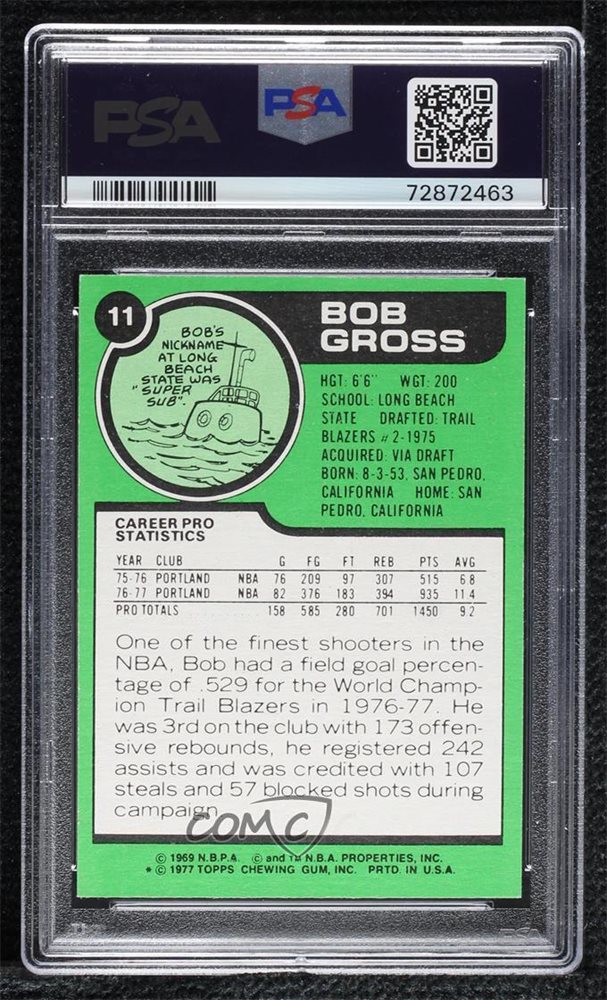 PSA
PSA
72872463
11
BOB
GROSS
BOB'S
NICKNAME
AT LONG
BEACH
STATE WAS
"SUPER
SUB".
HGT: 6'6" WGT: 200
SCHOOL: LONG BEACH
STATE DRAFTED: TRAIL
BLAZERS #2-1975
ACQUIRED: VIA DRAFT
BORN: 8-3-53, SAN PEDRO,
CALIFORNIA HOME: SAN
PEDRO, CALIFORNIA
CAREER PRO
STATISTICS
YEAR CLUB G FG FT REB PTS AVG
75-76 PORTLAND NBA 76 209 97 307 515 6.8
76-77 PORTLAND NBA 82 376 183 394 935 11.4
PRO TOTALS 158 585 280 701 1450 9.2
One of the finest shooters in the
NBA, Bob had a field goal percen-
tage of .529 for the World Champ-
ion Trail Blazers in 1976-77. He
was 3rd on the club with 173 offen-
sive rebounds, he registered 242
assists and was credited with 107
steals and 57 blocked shots during
campaign.
COMC
© 1969 N.B.P.A. © and TM N.B.A. PROPERTIES, INC.
* © 1977 TOPPS CHEWING GUM, INC. PRTD. IN U.S.A.